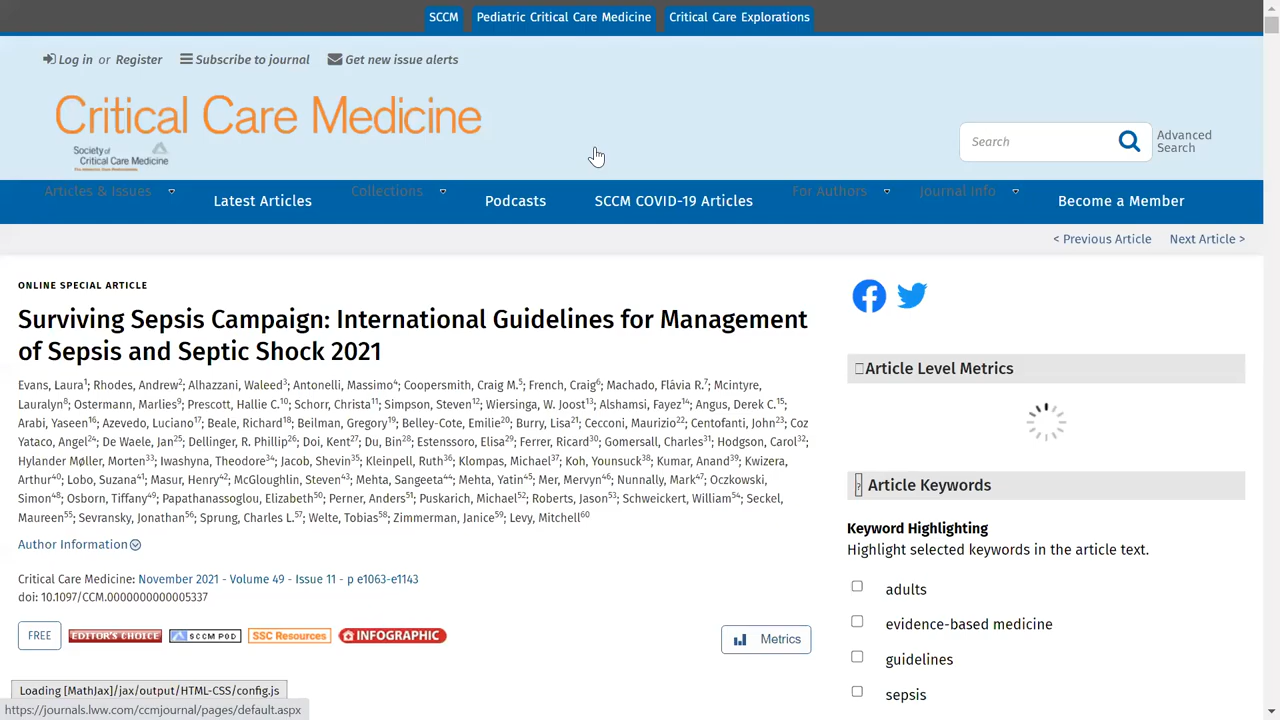 SCCM Pediatric Critical Care Medicine Critical Care Explorations
Log in or Register Subscribe to journal Get new issue alerts
Critical Care Medicine
Society of
Critical Care Medicine
Search
Advanced
Search
Articles & Issues Latest Articles Collections Podcasts SCCM COVID-19 Articles For Authors Journal Info Become a Member
< Previous Article Next Article >
ONLINE SPECIAL ARTICLE
Surviving Sepsis Campaign: International Guidelines for Management
of Sepsis and Septic Shock 2021
Evans, Laura1; Rhodes, Andrew2; Alhazzani, Waleed3; Antonelli, Massimo4; Coopersmith, Craig M.5; French, Craig6; Machado, Flávia R.7; Mcintyre,
Lauralyn8; Ostermann, Marlies9; Prescott, Hallie C.10; Schorr, Christa11; Simpson, Steven12; Wiersinga, W. Joost13; Alshamsi, Fayez14; Angus, Derek C.15;
Arabi, Yaseen16; Azevedo, Luciano17; Beale, Richard18; Beilman, Gregory19; Belley-Cote, Emilie20; Burry, Lisa21; Cecconi, Maurizio22; Centofanti, John23; Coz
Yataco, Angel24; De Waele, Jan25; Dellinger, R. Phillip26; Doi, Kent27; Du, Bin28; Estenssoro, Elisa29; Ferrer, Ricard30; Gomersall, Charles31; Hodgson, Carol32;
Hylander Møller, Morten33; Iwashyna, Theodore34; Jacob, Shevin35; Kleinpell, Ruth36; Klompas, Michael37; Koh, Younsuck38; Kumar, Anand39; Kwizera,
Arthur40; Lobo, Suzana41; Masur, Henry42; McGloughlin, Steven43; Mehta, Sangeeta44; Mehta, Yatin45; Mer, Mervyn46; Nunnally, Mark47; Oczkowski,
Simon48; Osborn, Tiffany49; Papathanassoglou, Elizabeth50; Perner, Anders51; Puskarich, Michael52; Roberts, Jason53; Schweickert, William54; Seckel,
Maureen55; Sevransky, Jonathan56; Sprung, Charles L.57; Welte, Tobias58; Zimmerman, Janice59; Levy, Mitchell60
Author Information
Critical Care Medicine: November 2021 - Volume 49 - Issue 11 - p e1063-e1143
doi: 10.1097/CCM.0000000000005337
FREE EDITOR'S CHOICE SCCM POD SSC Resources INFOGRAPHIC
Metrics
Article Level Metrics
Article Keywords
Keyword Highlighting
Highlight selected keywords in the article text.
adults
evidence-based medicine
guidelines
sepsis
Loading [MathJax]/jax/output/HTML-CSS/config.js
https://journals.lww.com/ccmjournal/pages/default.aspx